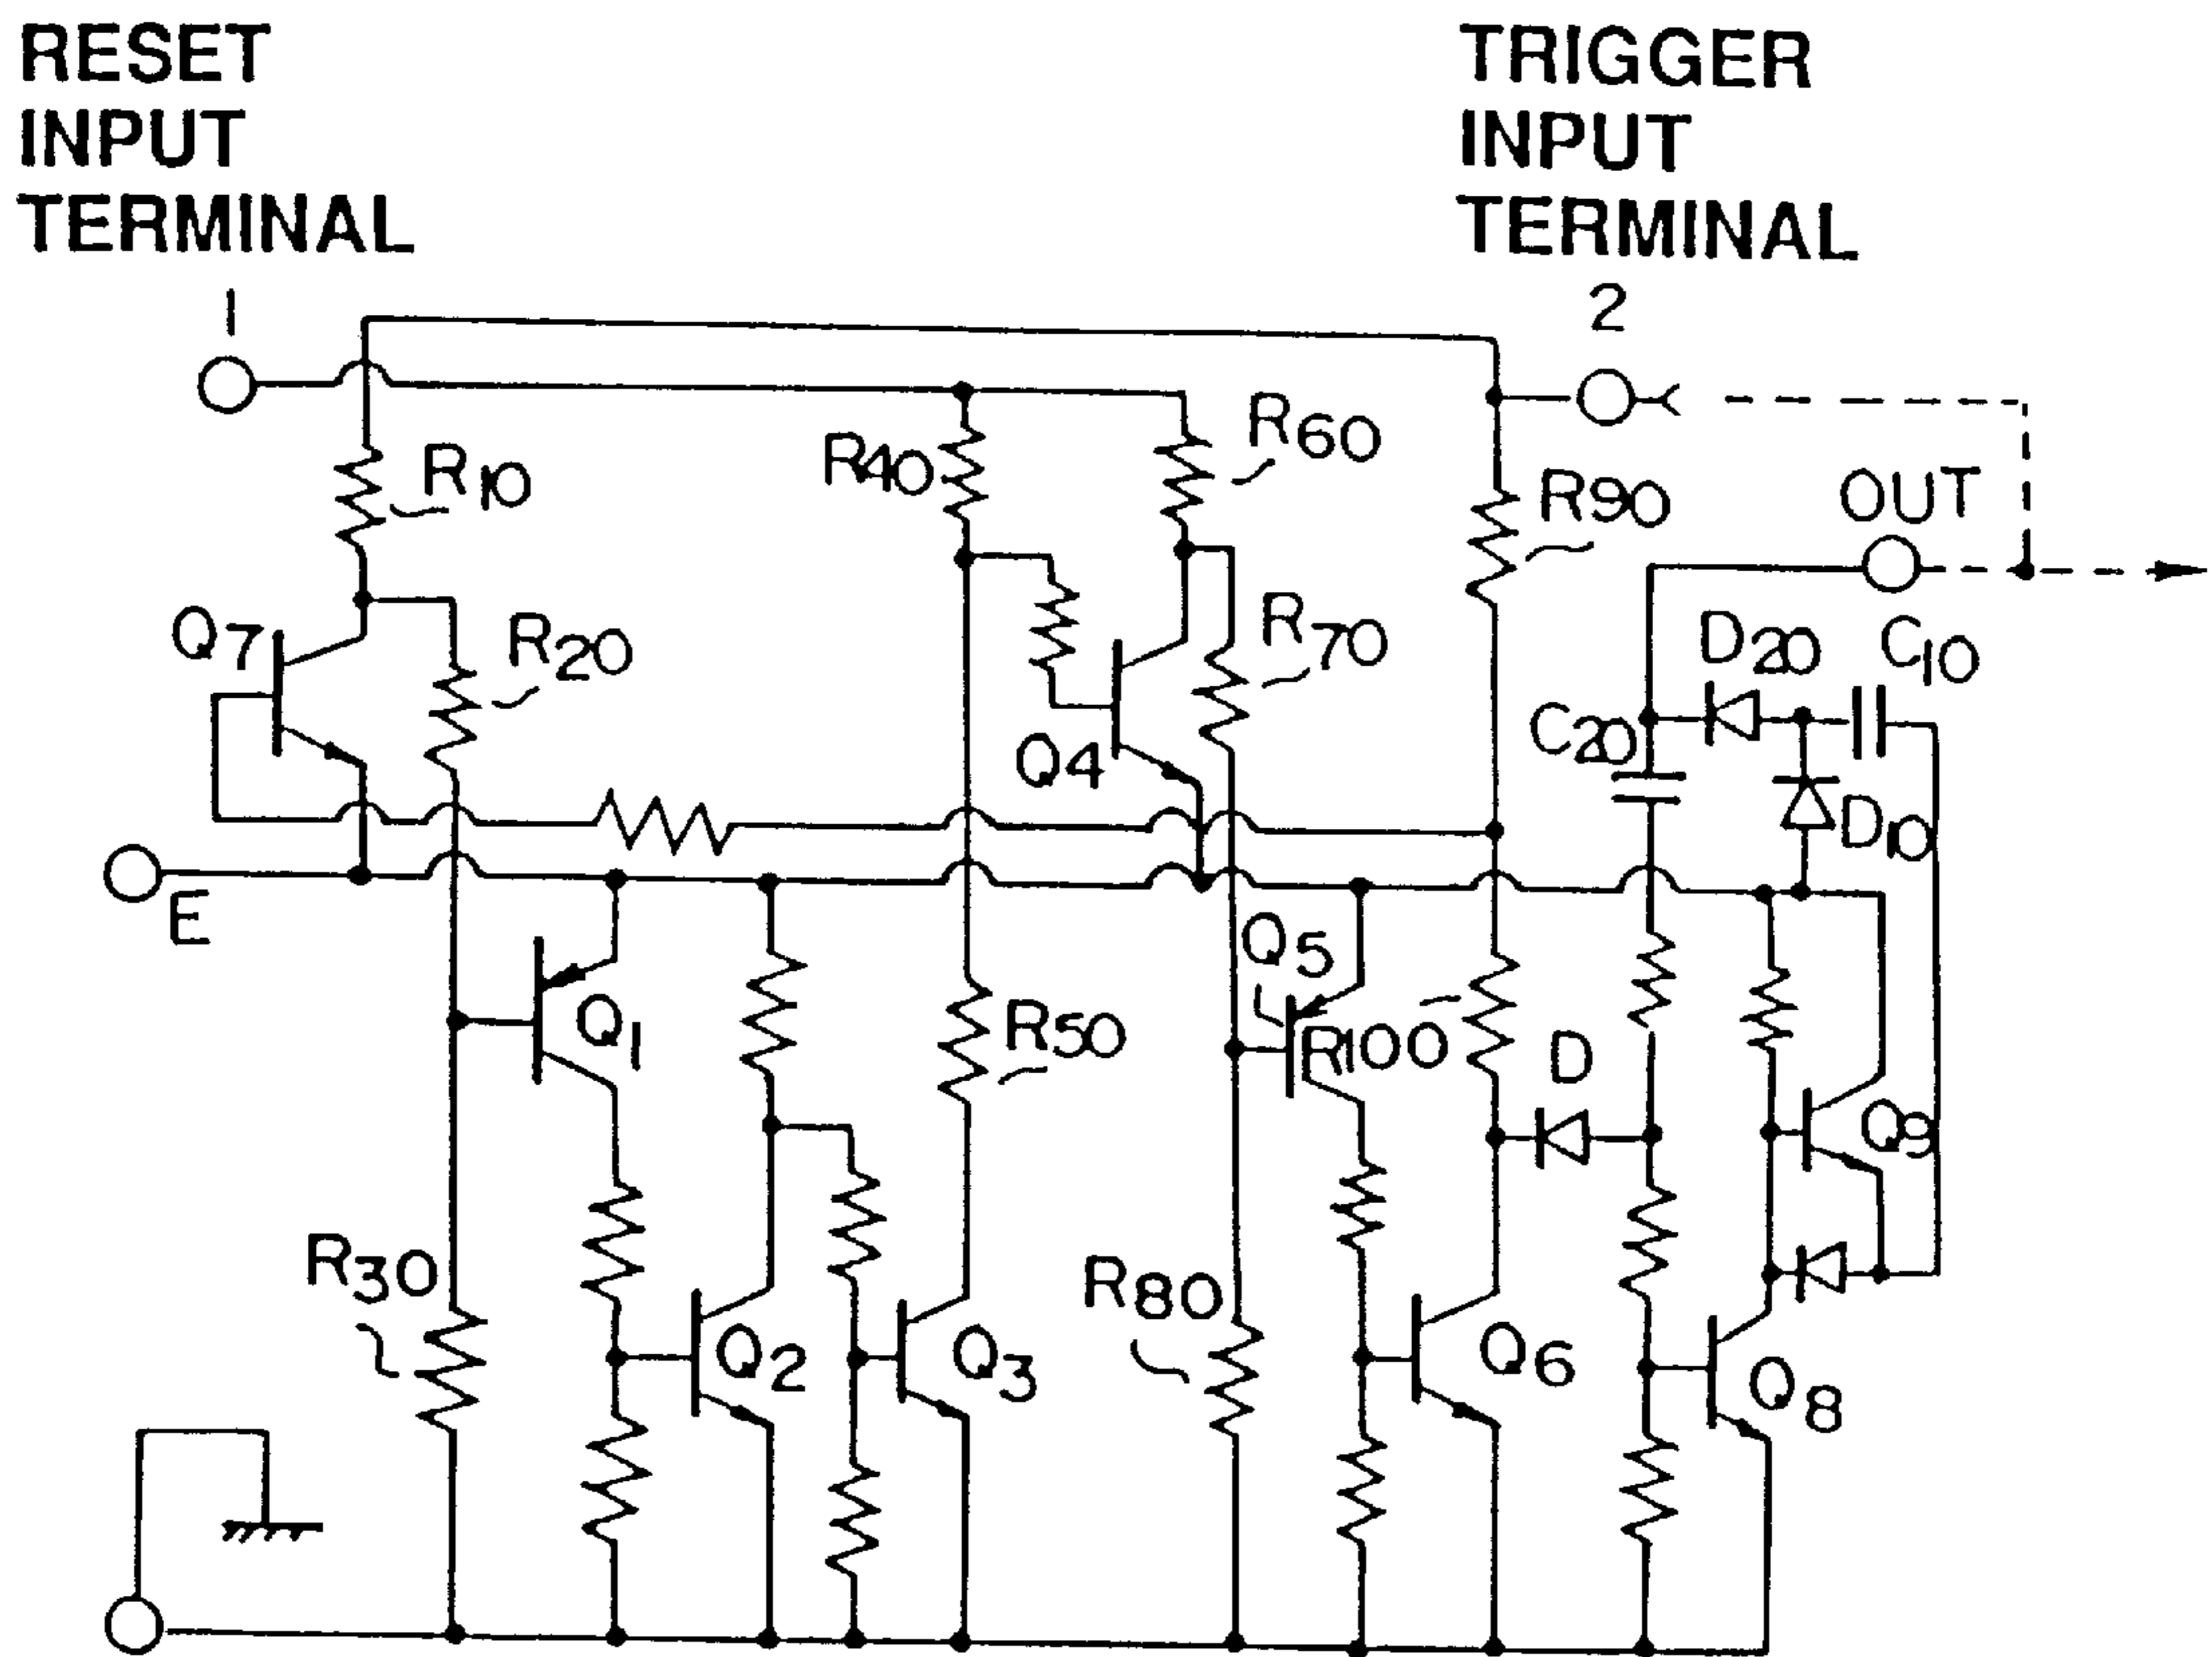 RESET
INPUT
TERMINAL
1
TRIGGER
INPUT
TERMINAL
2
R10
R40
R60
R90
OUT
Q7
R20
R70
D20
C10
Q4
C20
D10
E
Q5
Q1
R50
R100
D
Q9
R30
R80
Q2
Q3
Q6
Q8